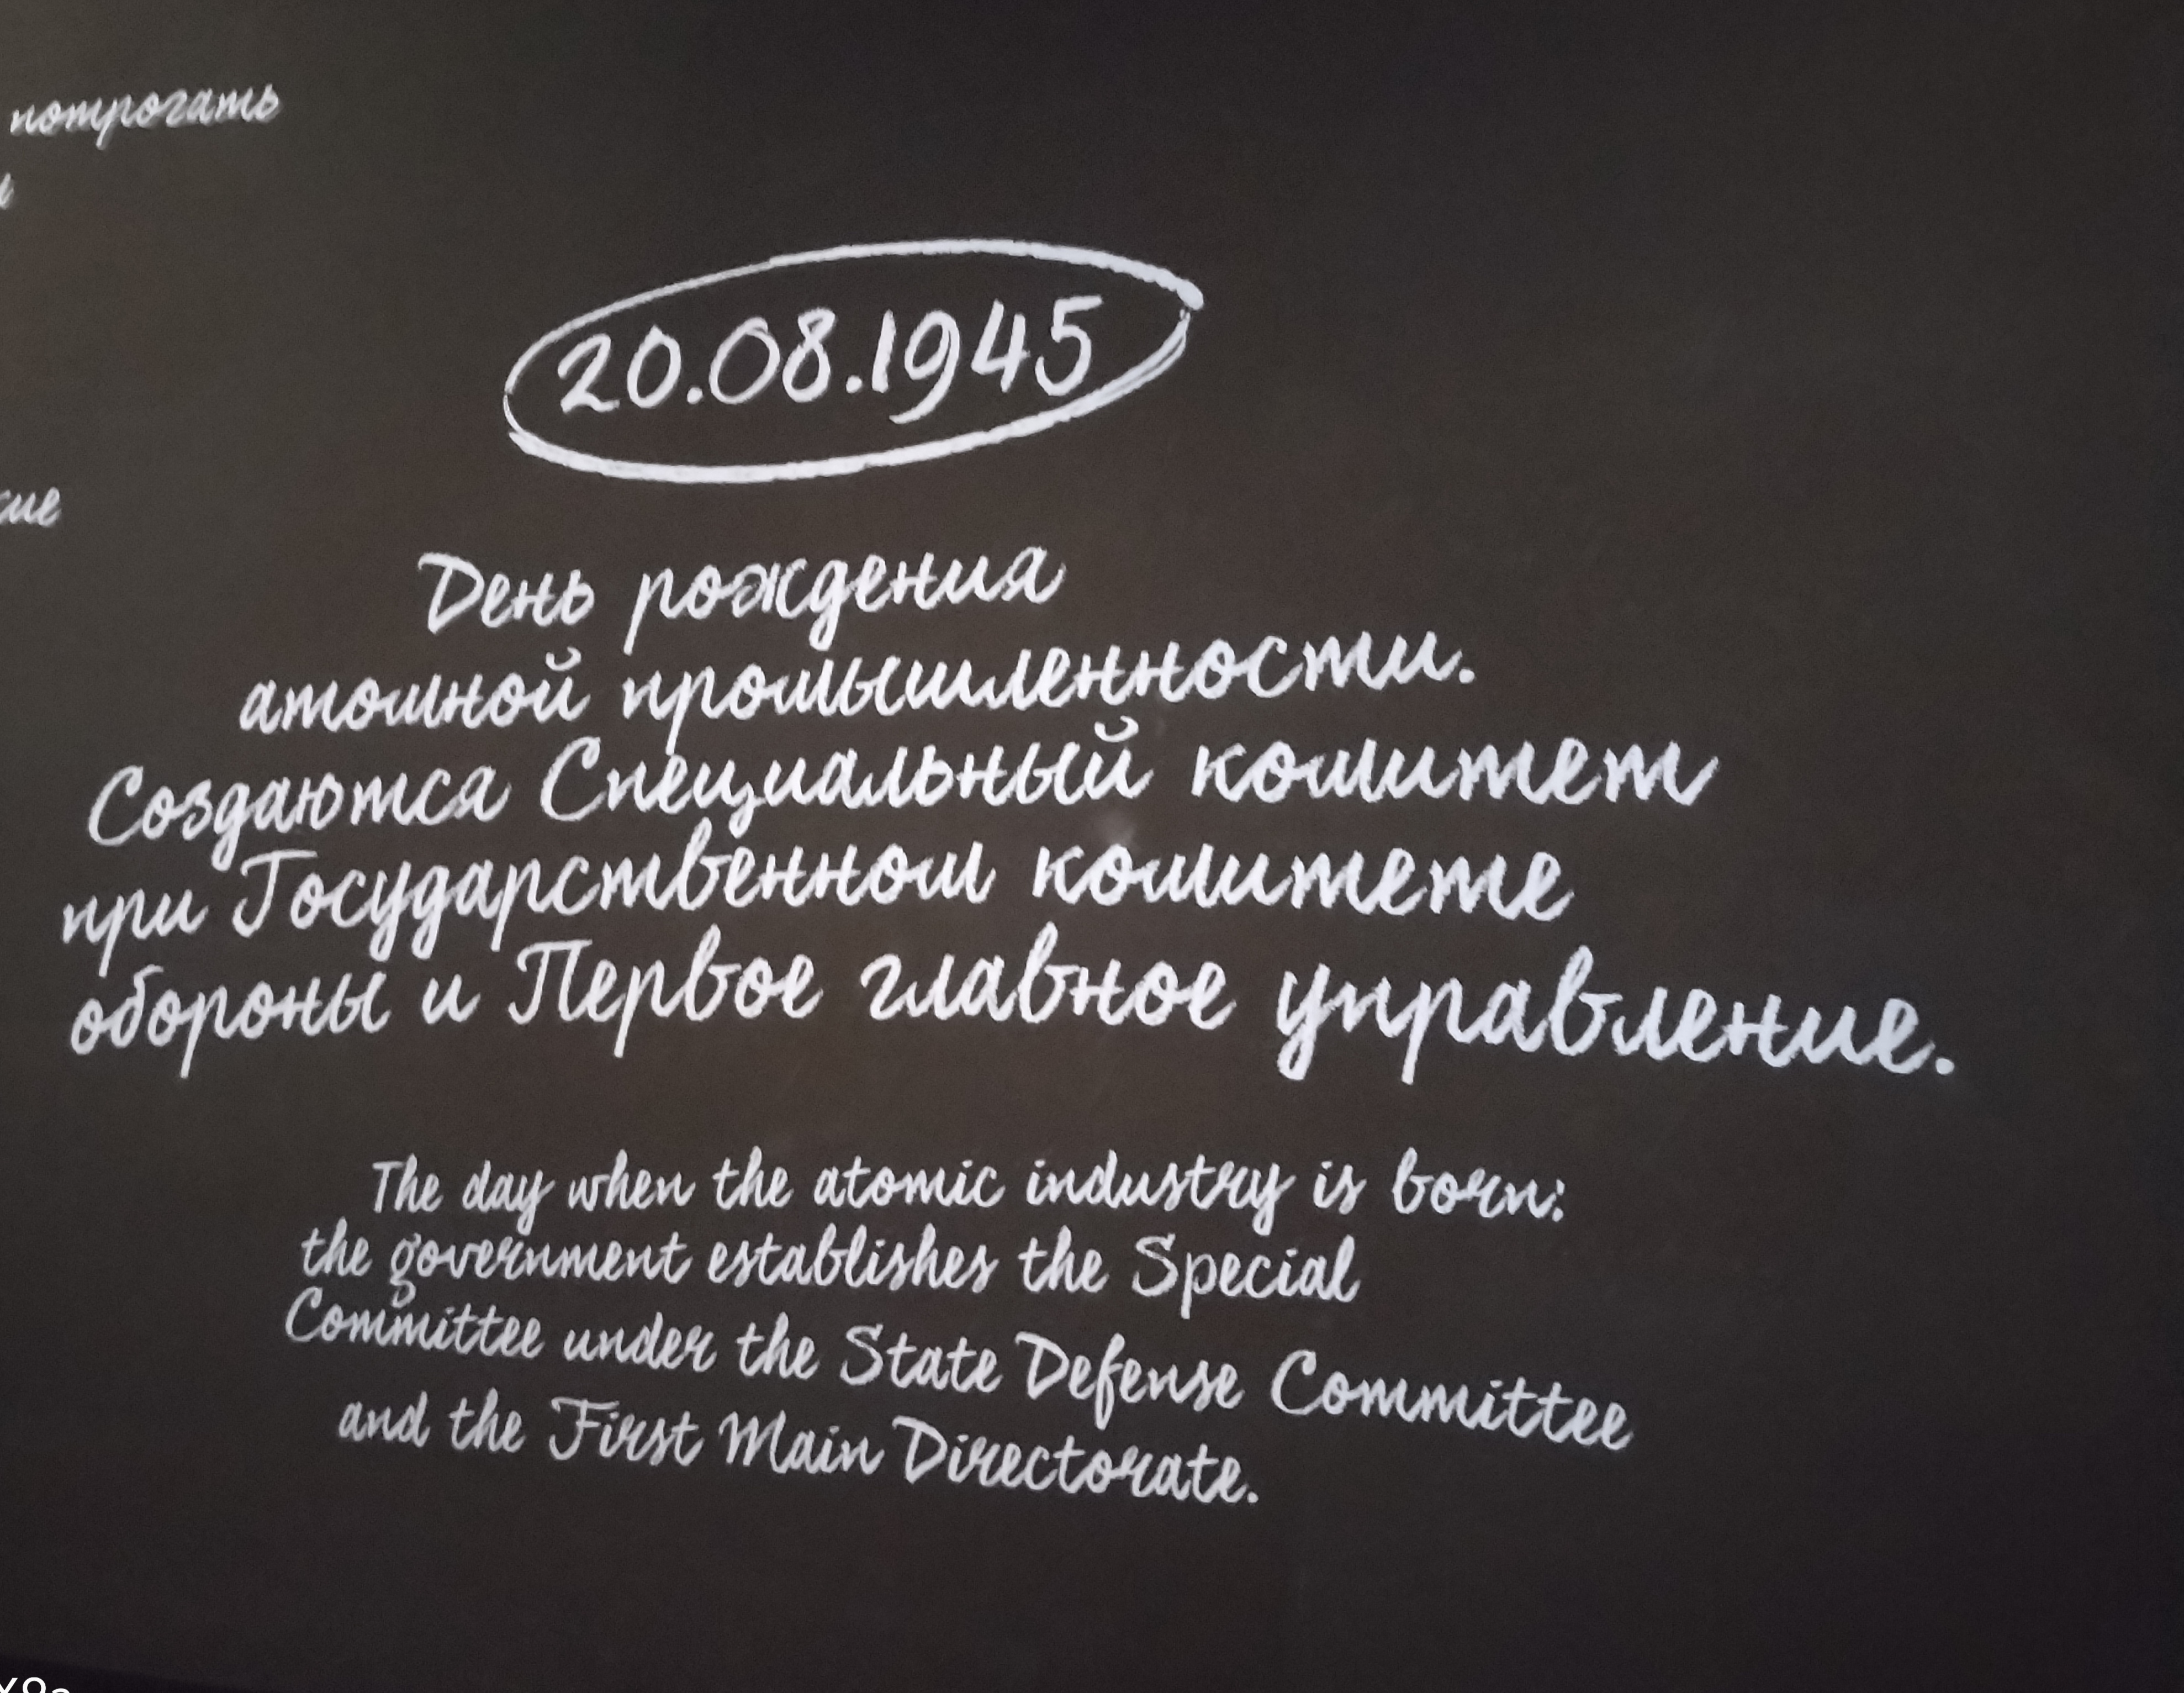 потрогать
20.08.1945
День рождения
атомной промышленности.
Создаются Специальный комитет
при Государственном комитете
обороны и Первое главное управление.
The day when the atomic industry is born:
the government establishes the Special
Committee under the State Defense Committee
and the First Main Directorate.